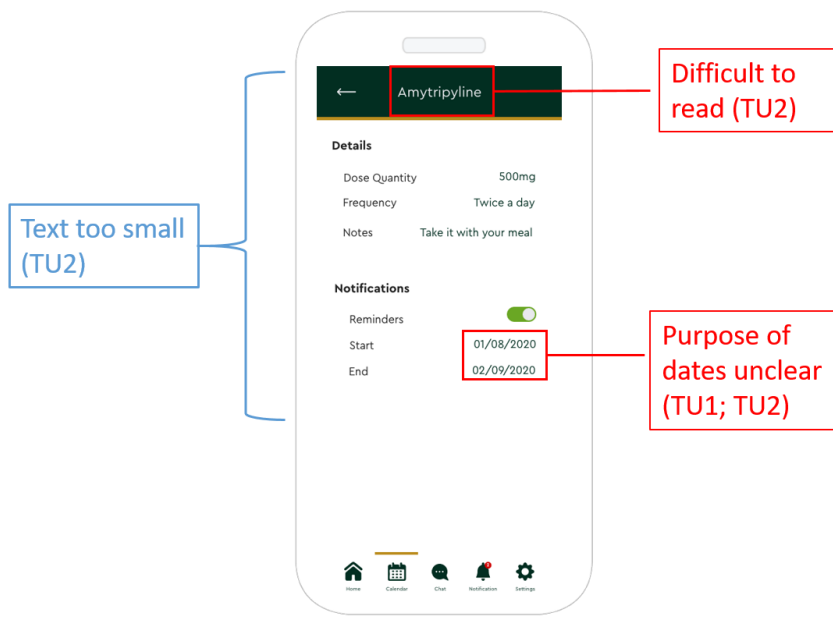 Text too small
(TU2)
Amytripyline
Details
Dose Quantity 500mg
Frequency Twice a day
Notes Take it with your meal
Notifications
Reminders
Start 01/08/2020
End 02/09/2020
Home Calendar Chat Notification Settings
Difficult to
read (TU2)
Purpose of
dates unclear
(TU1; TU2)